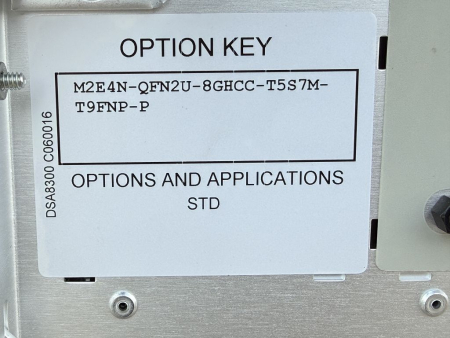 OPTION KEY
M2E4N-QFN2U-8GHCC-T5S7M-
T9FNP-P
OPTIONS AND APPLICATIONS
STD
DSA8300 C060016